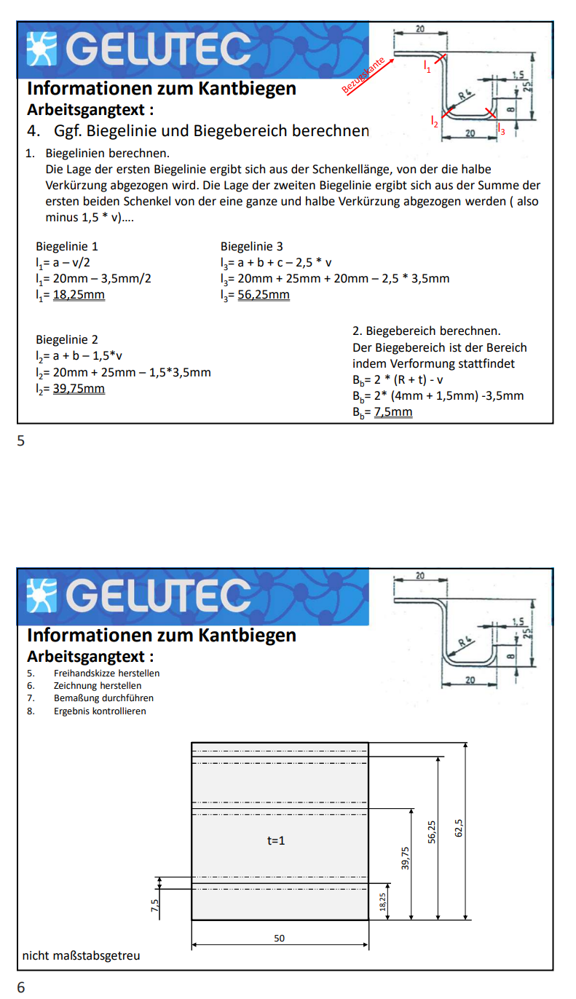 GELUTEC
20
Bezugskante
l1
1,5
25
R4
8
l2
20
l3
Informationen zum Kantbiegen
Arbeitsgangtext :
4. Ggf. Biegelinie und Biegebereich berechnen
1. Biegelinien berechnen.
Die Lage der ersten Biegelinie ergibt sich aus der Schenkellänge, von der die halbe
Verkürzung abgezogen wird. Die Lage der zweiten Biegelinie ergibt sich aus der Summe der
ersten beiden Schenkel von der eine ganze und halbe Verkürzung abgezogen werden ( also
minus 1,5 * v)....
Biegelinie 1
l1= a – v/2
l1= 20mm – 3,5mm/2
l1= 18,25mm
Biegelinie 3
l3= a + b + c – 2,5 * v
l3= 20mm + 25mm + 20mm – 2,5 * 3,5mm
l3= 56,25mm
Biegelinie 2
l2= a + b – 1,5*v
l2= 20mm + 25mm – 1,5*3,5mm
l2= 39,75mm
2. Biegebereich berechnen.
Der Biegebereich ist der Bereich
indem Verformung stattfindet
Bb= 2 * (R + t) - v
Bb= 2* (4mm + 1,5mm) -3,5mm
Bb= 7,5mm
5
GELUTEC
20
1,5
25
R4
8
20
Informationen zum Kantbiegen
Arbeitsgangtext :
5. Freihandskizze herstellen
6. Zeichnung herstellen
7. Bemaßung durchführen
8. Ergebnis kontrollieren
t=1
7,5
18,25
39,75
56,25
62,5
50
nicht maßstabsgetreu
6